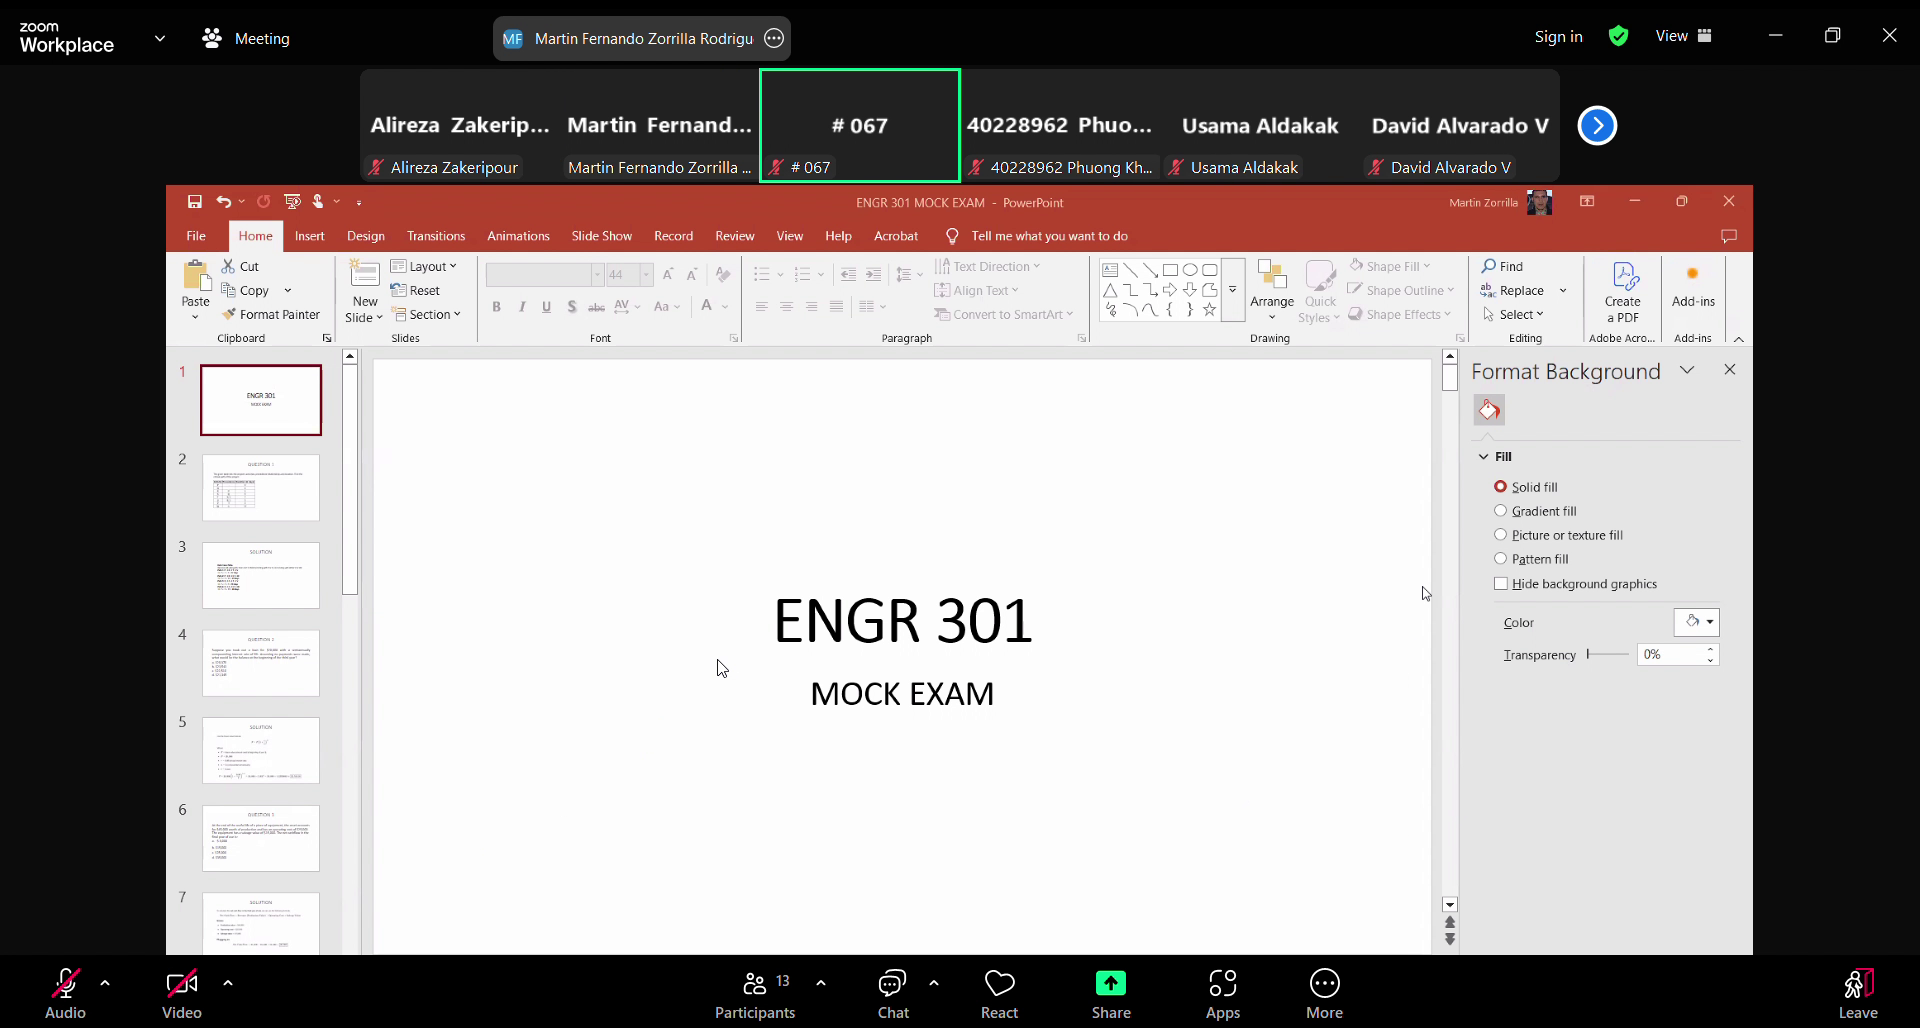 zoom
Workplace
Meeting
MF Martin Fernando Zorrilla Rodrigu
Sign in
View
Alireza Zakerip...
Martin Fernand...
# 067
40228962 Phuo...
Usama Aldakak
David Alvarado V
Alireza Zakeripour
Martin Fernando Zorrilla ...
# 067
40228962 Phuong Kh...
Usama Aldakak
David Alvarado V
ENGR 301 MOCK EXAM - PowerPoint
Martin Zorrilla
File Home Insert Design Transitions Animations Slide Show Record Review View Help Acrobat Tell me what you want to do
Paste
Cut
Copy
Format Painter
Clipboard
New
Slide
Layout
Reset
Section
Slides
44
B I U S abc AV Aa A
Font
Text Direction
Align Text
Convert to SmartArt
Paragraph
Arrange
Quick
Styles
Shape Fill
Shape Outline
Shape Effects
Drawing
Find
Replace
Select
Editing
Create
a PDF
Adobe Acro...
Add-ins
Add-ins
1
ENGR 301
MOCK EXAM
2
QUESTION 1
3
SOLUTION
4
QUESTION 2
5
SOLUTION
6
QUESTION 3
7
SOLUTION
ENGR 301
MOCK EXAM
Format Background
Fill
Solid fill
Gradient fill
Picture or texture fill
Pattern fill
Hide background graphics
Color
Transparency
0%
Audio
Video
Participants
13
Chat
React
Share
Apps
More
Leave